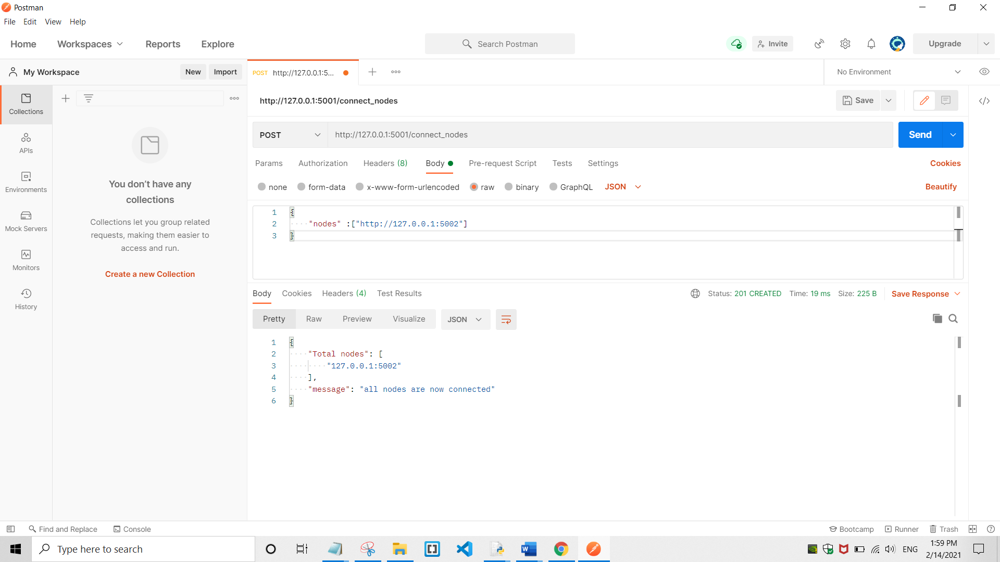 Postman
File Edit View Help
Home Workspaces Reports Explore Search Postman Invite Upgrade
My Workspace New Import POST http://127.0.0.1:5... No Environment
Collections
http://127.0.0.1:5001/connect_nodes Save
POST http://127.0.0.1:5001/connect_nodes Send
APIs
Params Authorization Headers (8) Body Pre-request Script Tests Settings Cookies
Environments
none form-data x-www-form-urlencoded raw binary GraphQL JSON Beautify
You don't have any
collections
Collections let you group related
requests, making them easier to
access and run.
Create a new Collection
1 {
2 "nodes" :["http://127.0.0.1:5002"]
3 }
Mock Servers
Monitors
History
Body Cookies Headers (4) Test Results Status: 201 CREATED Time: 19 ms Size: 225 B Save Response
Pretty Raw Preview Visualize JSON
1 {
2 "Total nodes": [
3 "127.0.0.1:5002"
4 ],
5 "message": "all nodes are now connected"
6 }
Find and Replace Console Bootcamp Runner Trash
Type here to search ENG 1:59 PM
2/14/2021